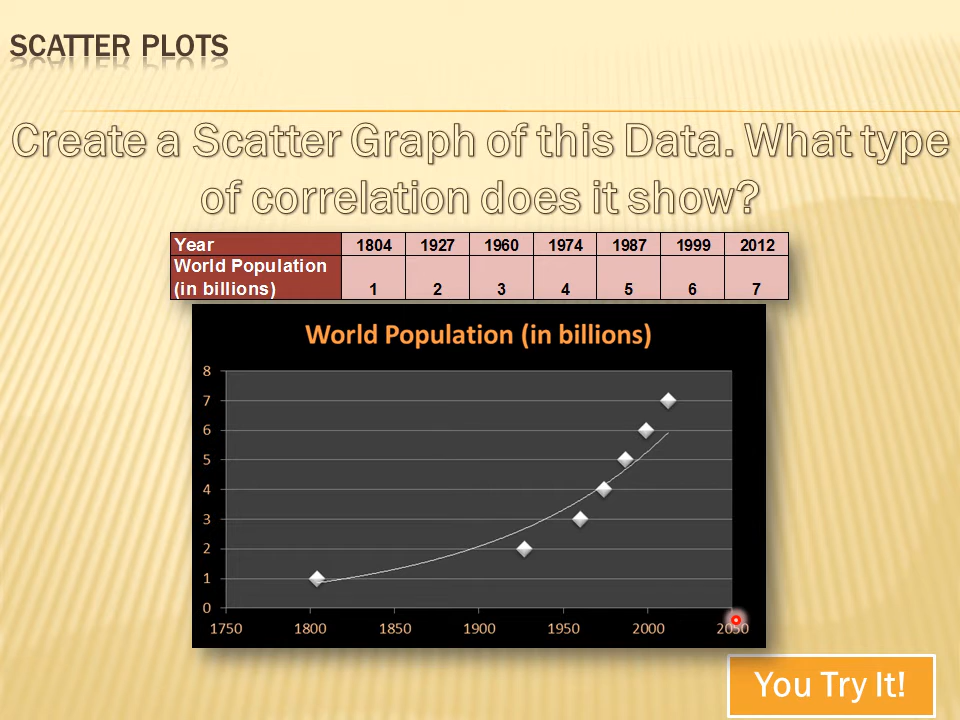 SCATTER PLOTS
Create a Scatter Graph of this Data. What type
of correlation does it show?
Year 1804 1927 1960 1974 1987 1999 2012
World Population
(in billions) 1 2 3 4 5 6 7
World Population (in billions)
8
7
6
5
4
3
2
1
0
1750 1800 1850 1900 1950 2000 2050
You Try It!